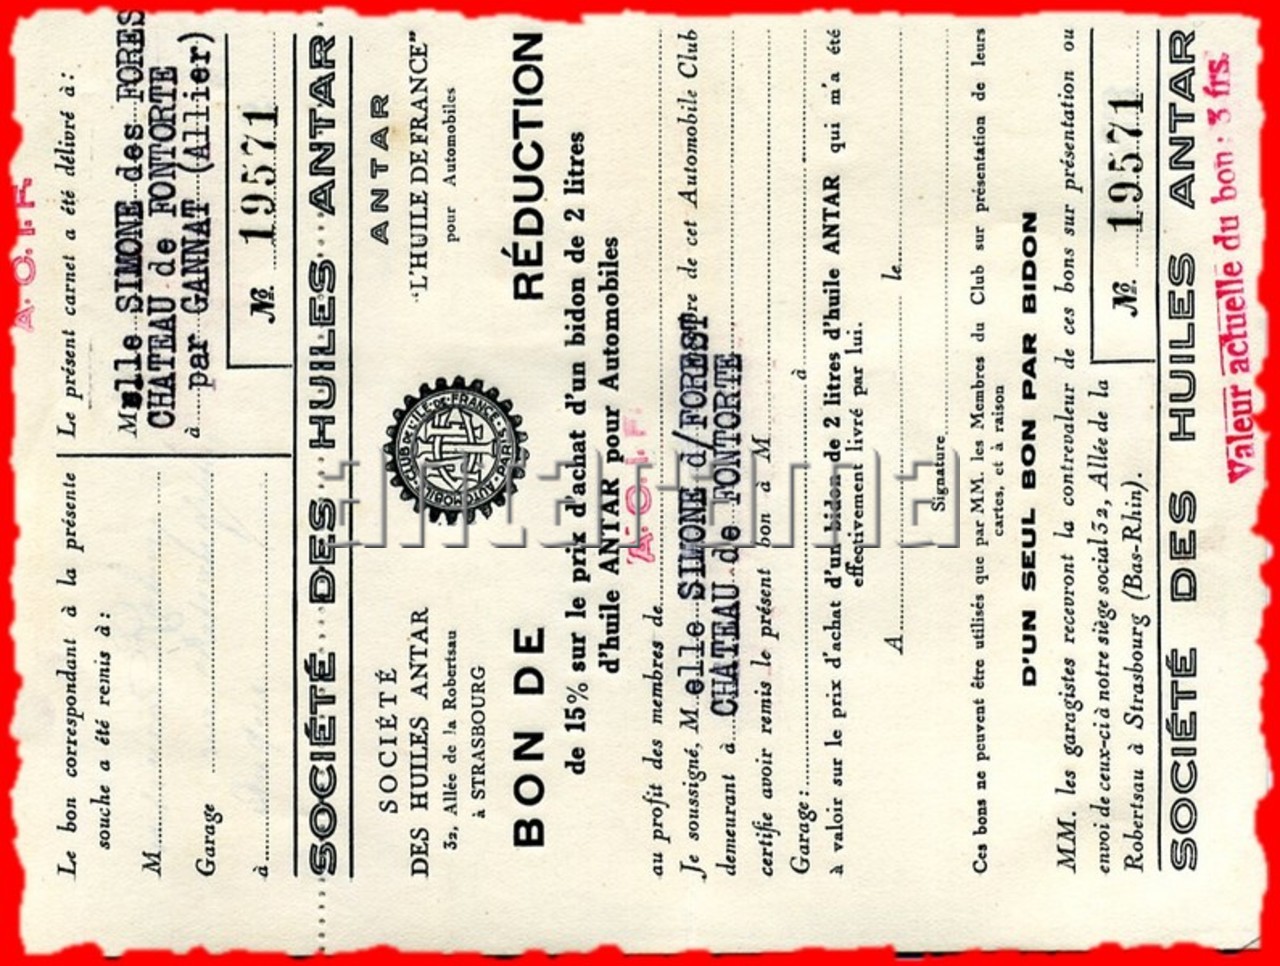 A. C. I. F.
Le bon correspondant à la présente
souche a été remis à :
M
Garage
à
Le présent carnet a été délivré à :
Melle SIMONE des FORES
CHATEAU de FONTORTE
à par GANNAT (Allier)
No. 19571
SOCIÉTÉ DES HUILES ANTAR
SOCIÉTÉ
DES HUILES ANTAR
32, Allée de la Robertsau
à STRASBOURG
AUTOMOBILE-CLUB DE L'ILE-DE-FRANCE
PARIS
ANTAR
"L'HUILE DE FRANCE"
pour Automobiles
BON DE RÉDUCTION
de 15% sur le prix d'achat d'un bidon de 2 litres
d'huile ANTAR pour Automobiles
A. C. I. F.
au profit des membres de
Je soussigné, M elle SIMONE d/FOREST membre de cet Automobile Club
demeurant à CHATEAU de FONTORTE
certifie avoir remis le présent bon à M
Garage : à
à valoir sur le prix d'achat d'un bidon de 2 litres d'huile ANTAR qui m'a été
effectivement livré par lui.
A le
Signature
Ces bons ne peuvent être utilisés que par MM. les Membres du Club sur présentation de leurs
cartes, et à raison
D'UN SEUL BON PAR BIDON
MM. les garagistes recevront la contrevaleur de ces bons sur présentation ou
envoi de ceux-ci à notre siège social 32, Allée de la
Robertsau à Strasbourg (Bas-Rhin).
No. 19571
SOCIÉTÉ DES HUILES ANTAR
Valeur actuelle du bon : 3 frs.